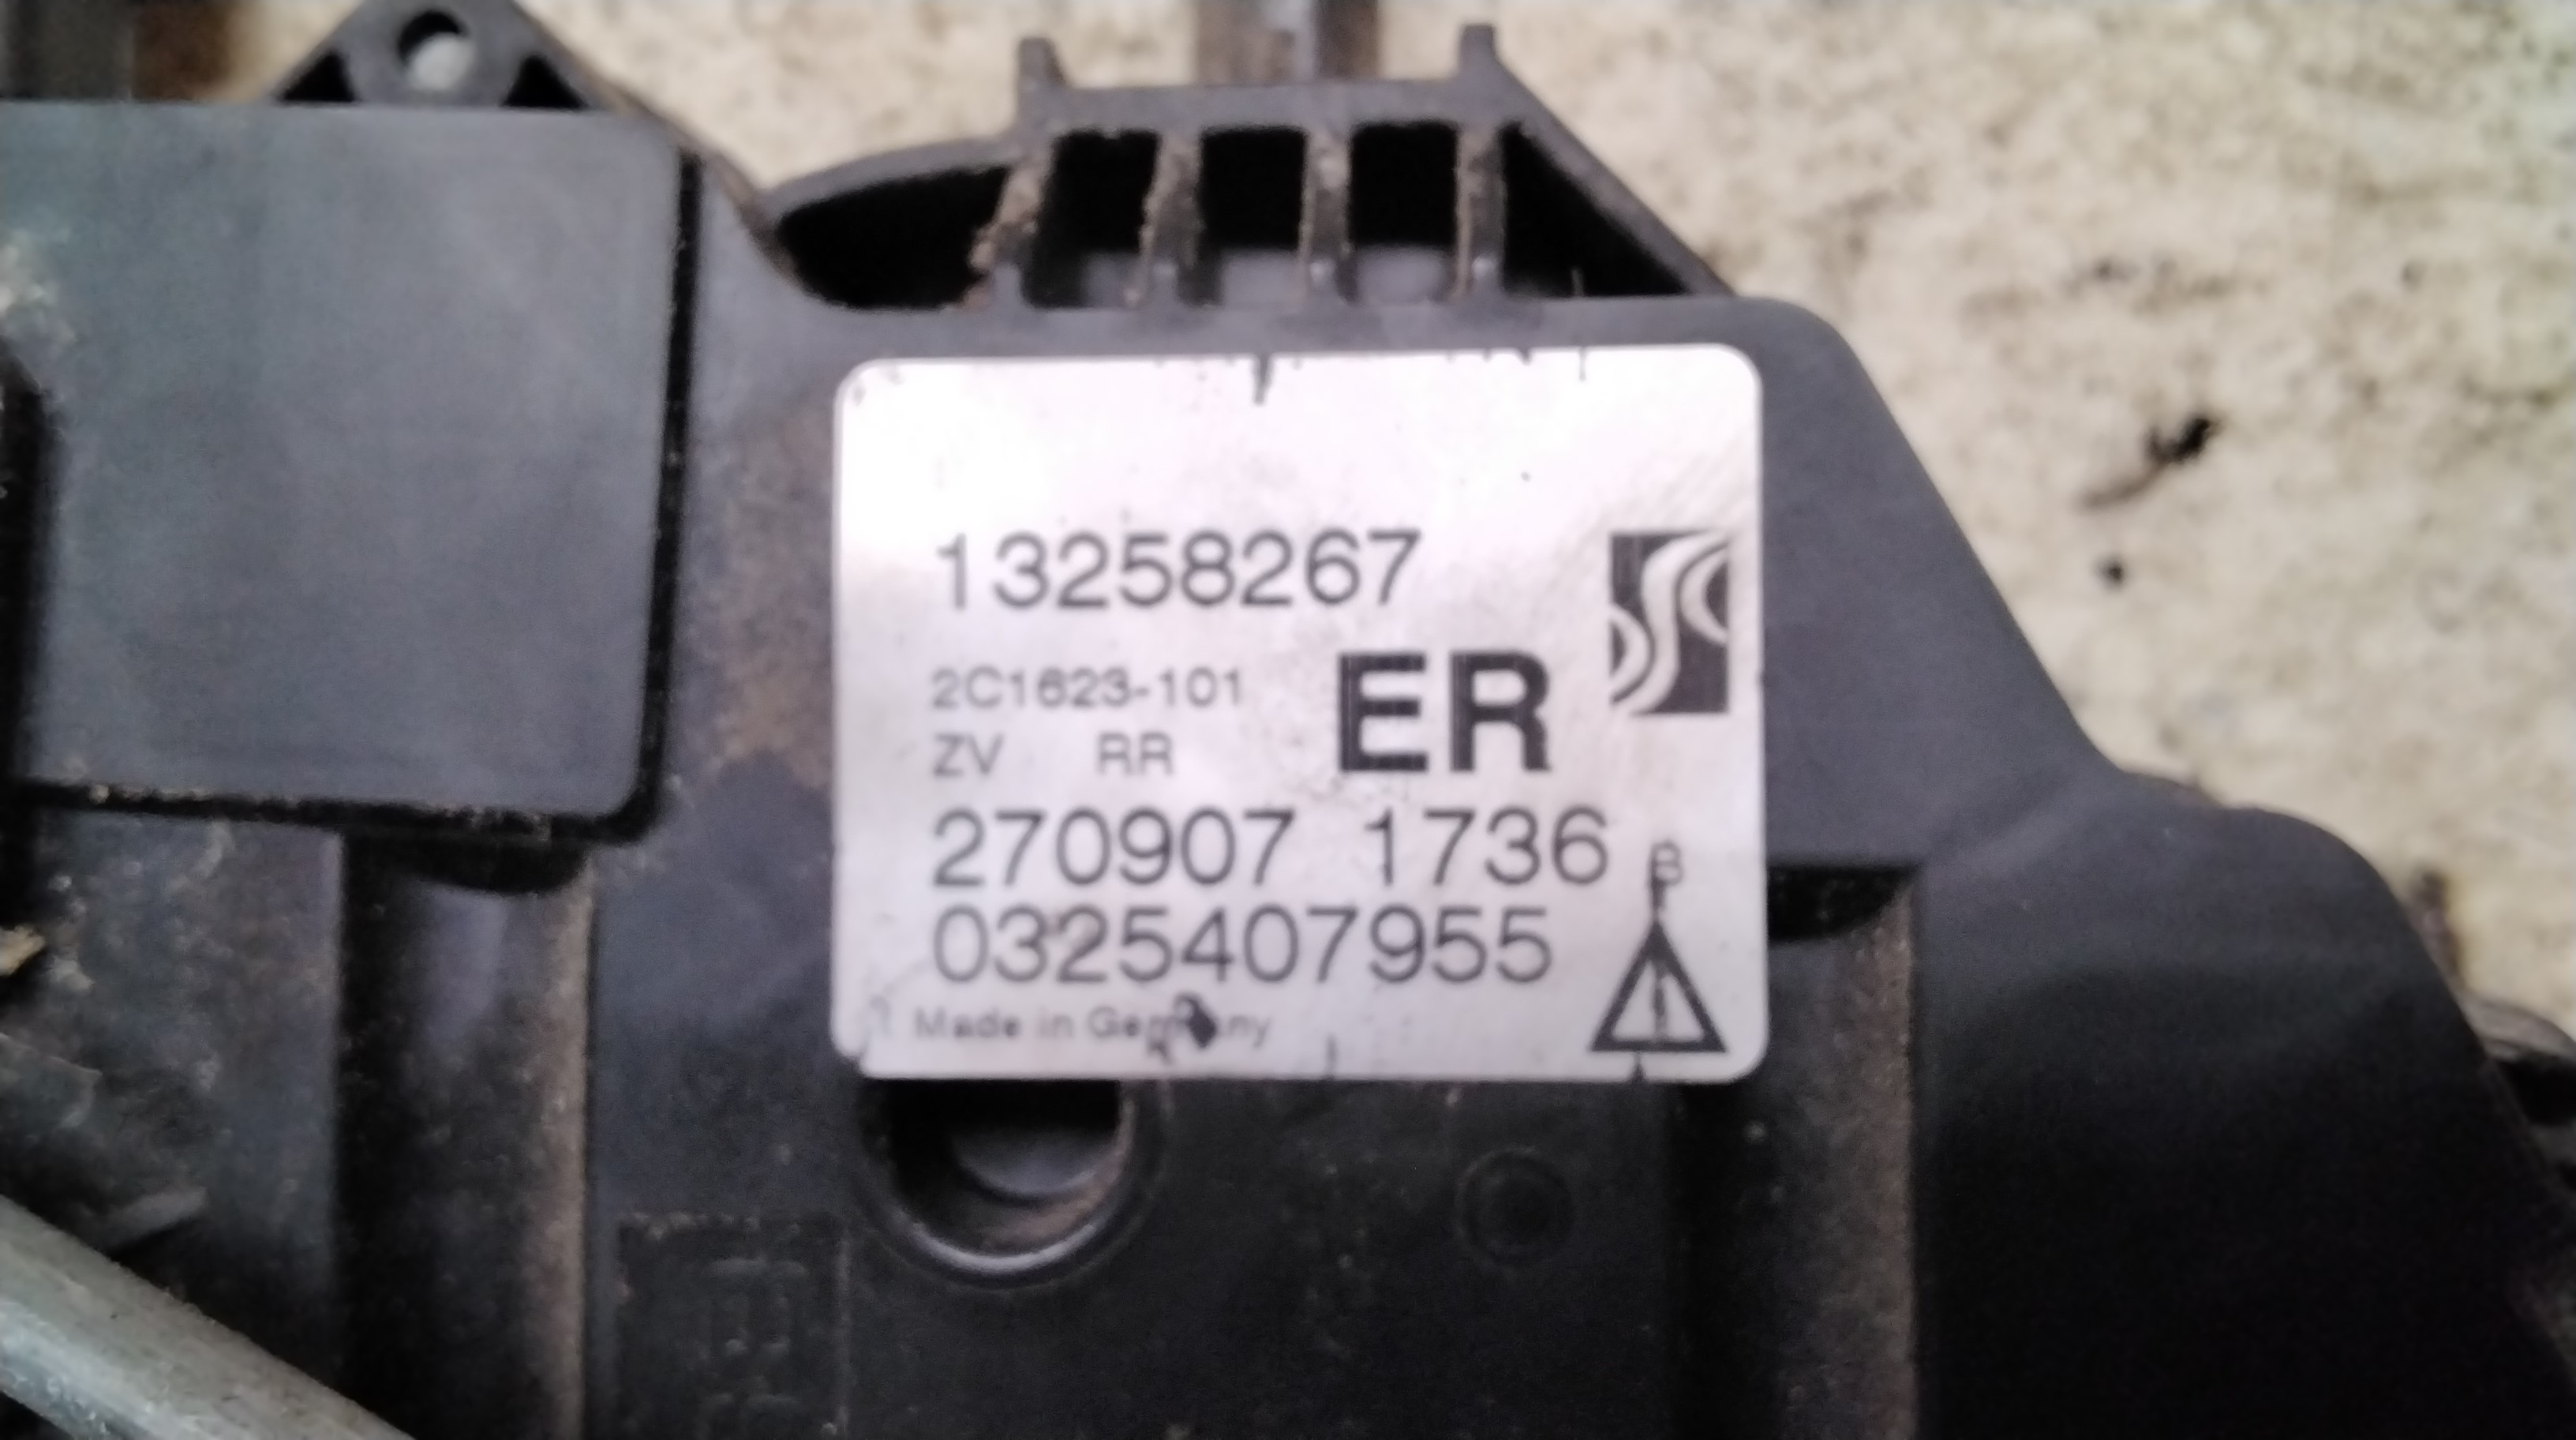 13258267
2C1623-101
ER
ZV RR
270907 1736
0325407955
Made in Germany